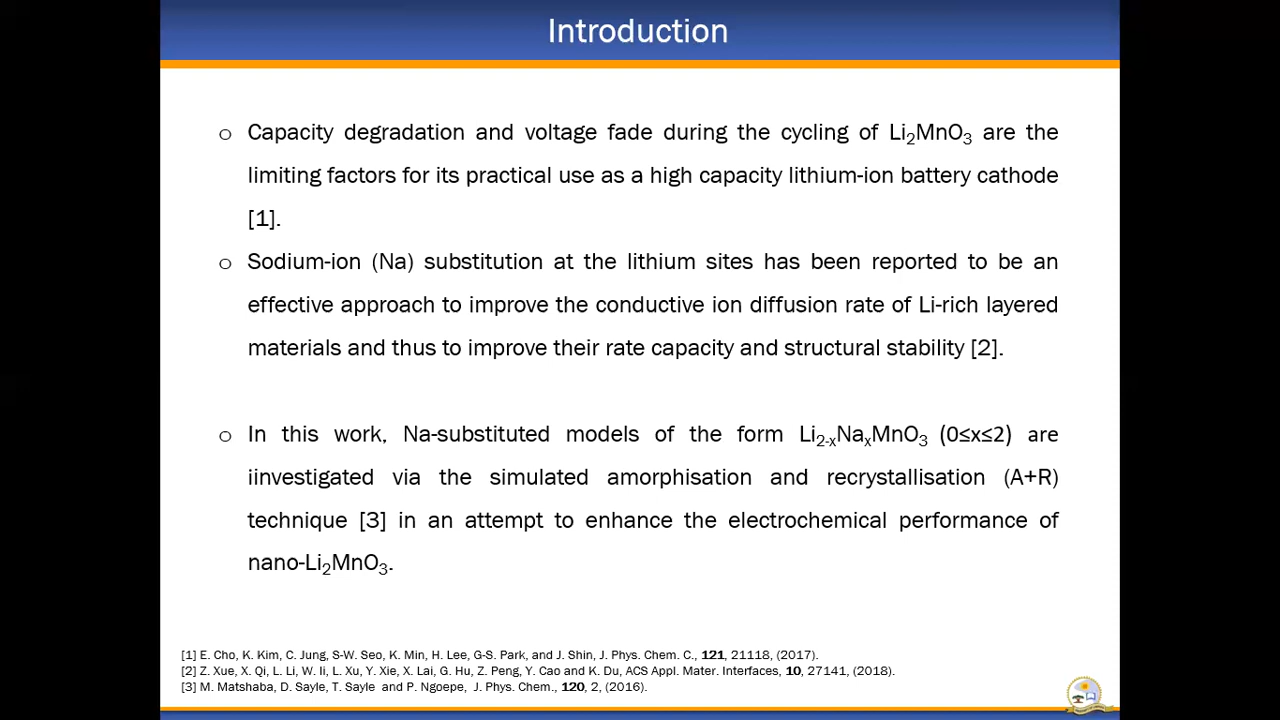 Introduction
o Capacity degradation and voltage fade during the cycling of Li₂MnO₃ are the
limiting factors for its practical use as a high capacity lithium-ion battery cathode
[1].
o Sodium-ion (Na) substitution at the lithium sites has been reported to be an
effective approach to improve the conductive ion diffusion rate of Li-rich layered
materials and thus to improve their rate capacity and structural stability [2].
o In this work, Na-substituted models of the form Li₂₋ₓNaₓMnO₃ (0≤x≤2) are
iinvestigated via the simulated amorphisation and recrystallisation (A+R)
technique [3] in an attempt to enhance the electrochemical performance of
nano-Li₂MnO₃.
[1] E. Cho, K. Kim, C. Jung, S-W. Seo, K. Min, H. Lee, G-S. Park, and J. Shin, J. Phys. Chem. C., 121, 21118, (2017).
[2] Z. Xue, X. Qi, L. Li, W. li, L. Xu, Y. Xie, X. Lai, G. Hu, Z. Peng, Y. Cao and K. Du, ACS Appl. Mater. Interfaces, 10, 27141, (2018).
[3] M. Matshaba, D. Sayle, T. Sayle and P. Ngoepe, J. Phys. Chem., 120, 2, (2016).